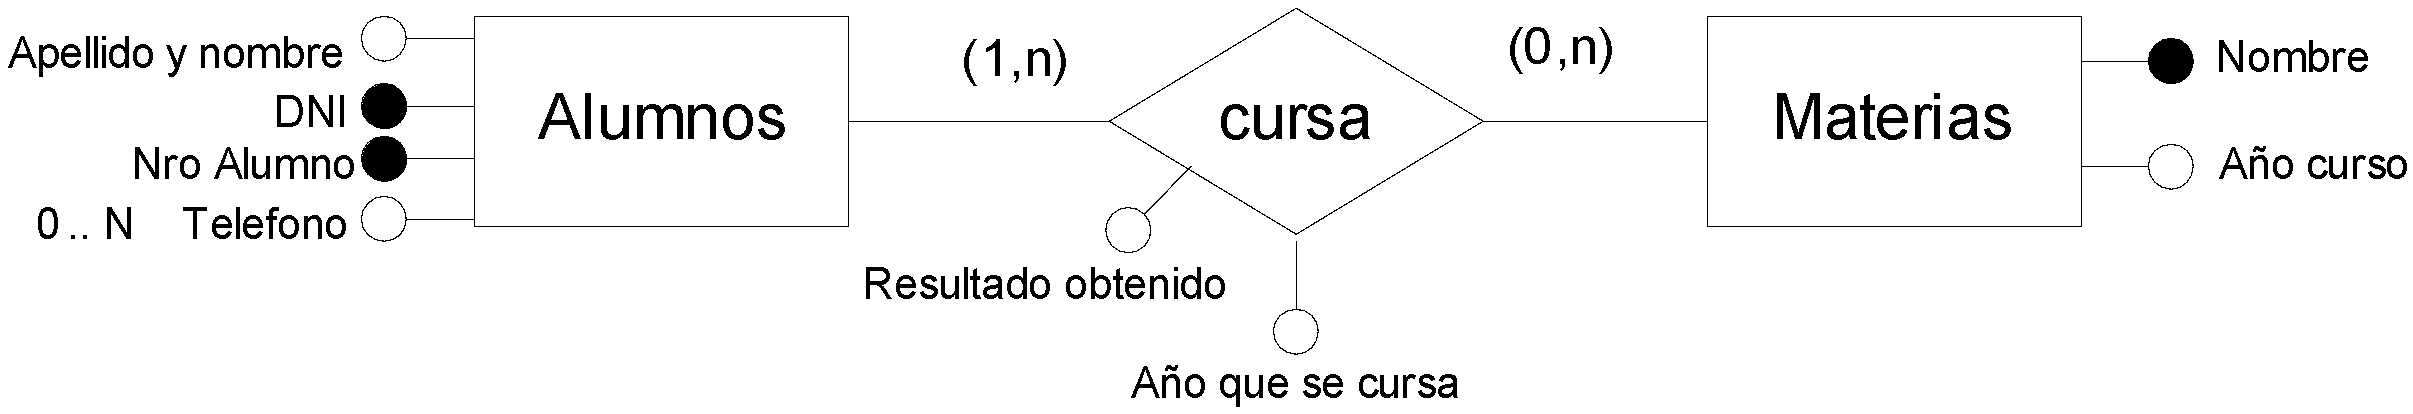 Apellido y nombre
DNI
Nro Alumno
0 .. N Telefono
Alumnos
(1,n)
cursa
(0,n)
Resultado obtenido
Año que se cursa
Materias
Nombre
Año curso